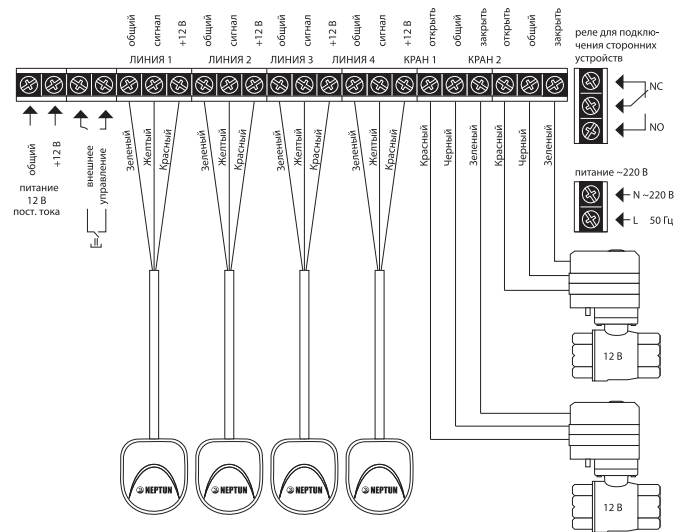 общий
сигнал
+12 В
общий
сигнал
+12 В
общий
сигнал
+12 В
общий
сигнал
+12 В
открыть
общий
закрыть
открыть
общий
закрыть
реле для подклю-
чения сторонних
устройств
ЛИНИЯ 1
ЛИНИЯ 2
ЛИНИЯ 3
ЛИНИЯ 4
КРАН 1
КРАН 2
NC
NO
общий
+12 В
питание
12 В
пост. тока
внешнее
управление
Зеленый
Желтый
Красный
Зеленый
Желтый
Красный
Зеленый
Желтый
Красный
Зеленый
Желтый
Красный
Красный
Черный
Зеленый
Красный
Черный
Зеленый
питание ~220 В
N ~220 В
L 50 Гц
12 В
12 В
NEPTUN
NEPTUN
NEPTUN
NEPTUN